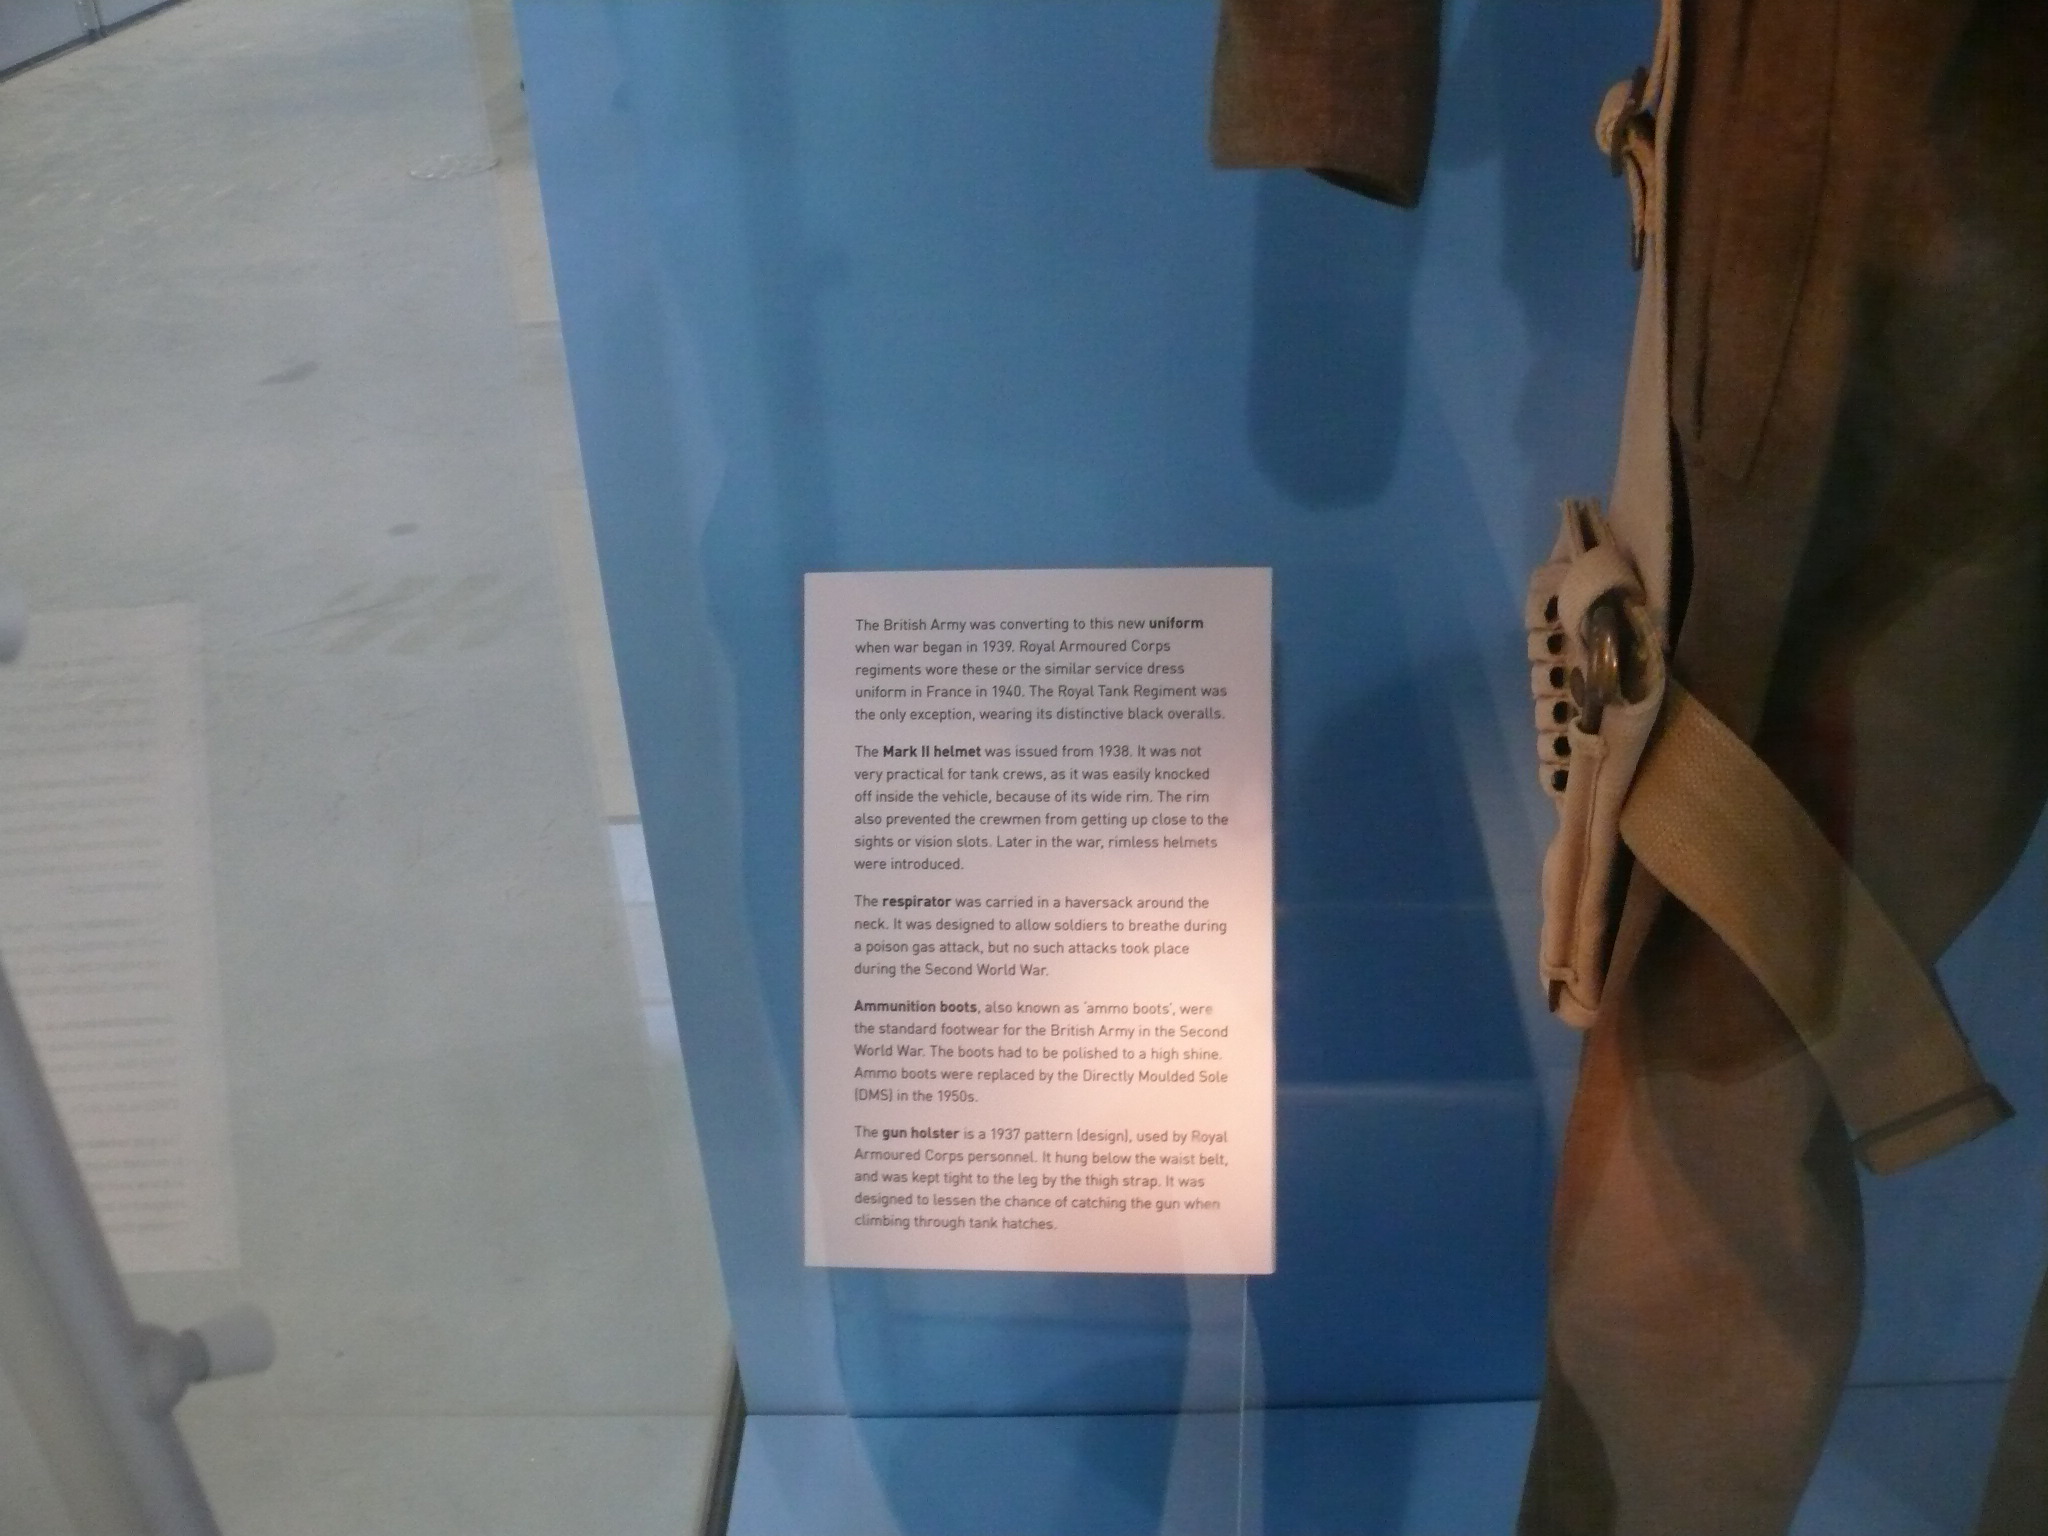 The British Army was converting to this new uniform
when war began in 1939. Royal Armoured Corps
regiments wore these or the similar service dress
uniform in France in 1940. The Royal Tank Regiment was
the only exception, wearing its distinctive black overalls.
The Mark II helmet was issued from 1938. It was not
very practical for tank crews, as it was easily knocked
off inside the vehicle, because of its wide rim. The rim
also prevented the crewmen from getting up close to the
sights or vision slots. Later in the war, rimless helmets
were introduced.
The respirator was carried in a haversack around the
neck. It was designed to allow soldiers to breathe during
a poison gas attack, but no such attacks took place
during the Second World War.
Ammunition boots, also known as 'ammo boots', were
the standard footwear for the British Army in the Second
World War. The boots had to be polished to a high shine.
Ammo boots were replaced by the Directly Moulded Sole
(DMS) in the 1950s.
The gun holster is a 1937 pattern (design), used by Royal
Armoured Corps personnel. It hung below the waist belt,
and was kept tight to the leg by the thigh strap. It was
designed to lessen the chance of catching the gun when
climbing through tank hatches.